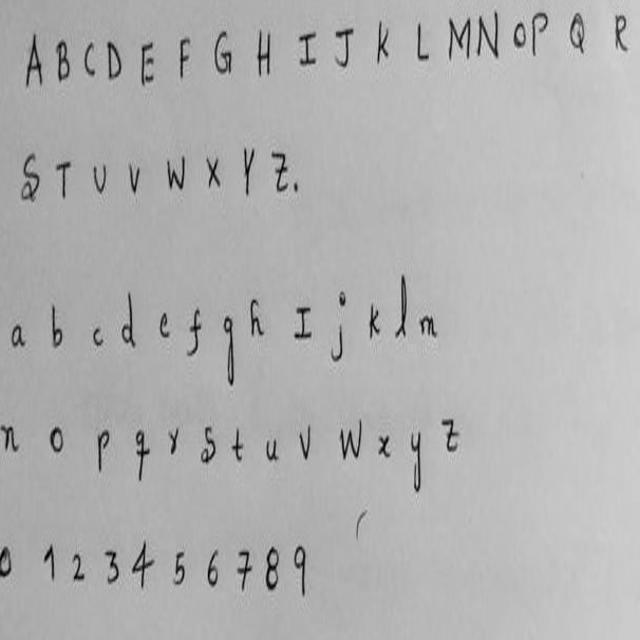 A B C D E F G H I J K L M N O P Q R
S T U V W X Y Z.
a b c d e f g h I j k l m
n o p q r s t u v w x y z
0 1 2 3 4 5 6 7 8 9